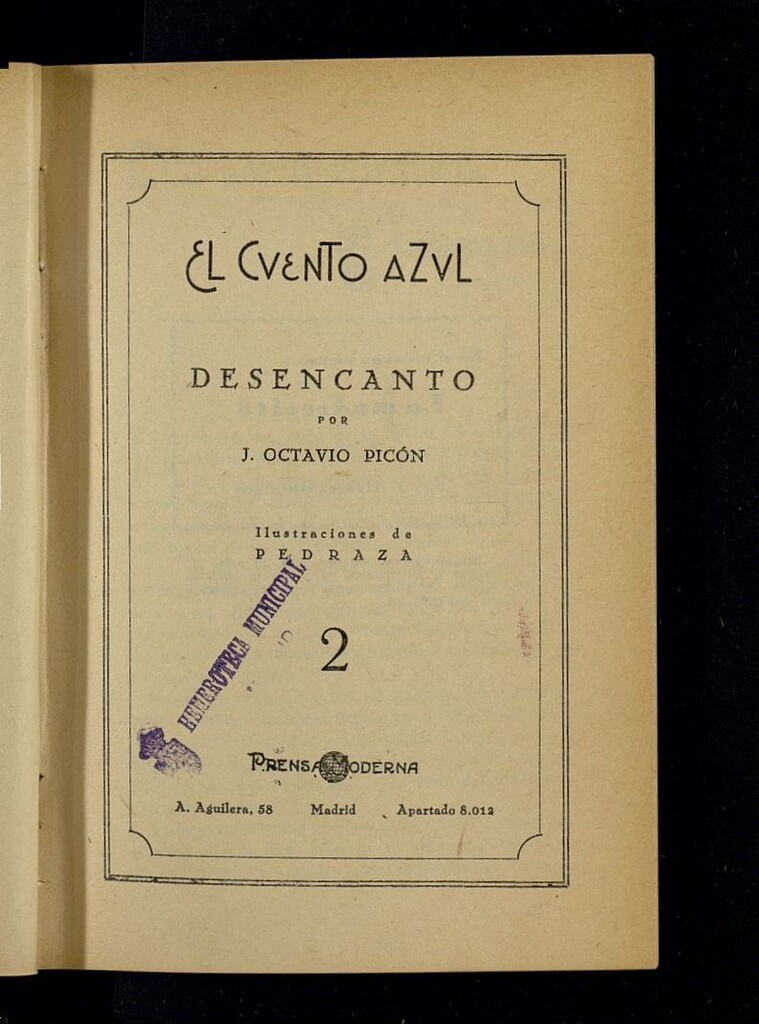 EL CVENTO AZVL
DESENCANTO
POR
J. OCTAVIO PICÓN
Ilustraciones de
PEDRAZA
HEMEROTECA MUNICIPAL
2
PRENSA MODERNA
A. Aguilera, 58 Madrid Apartado 8.012